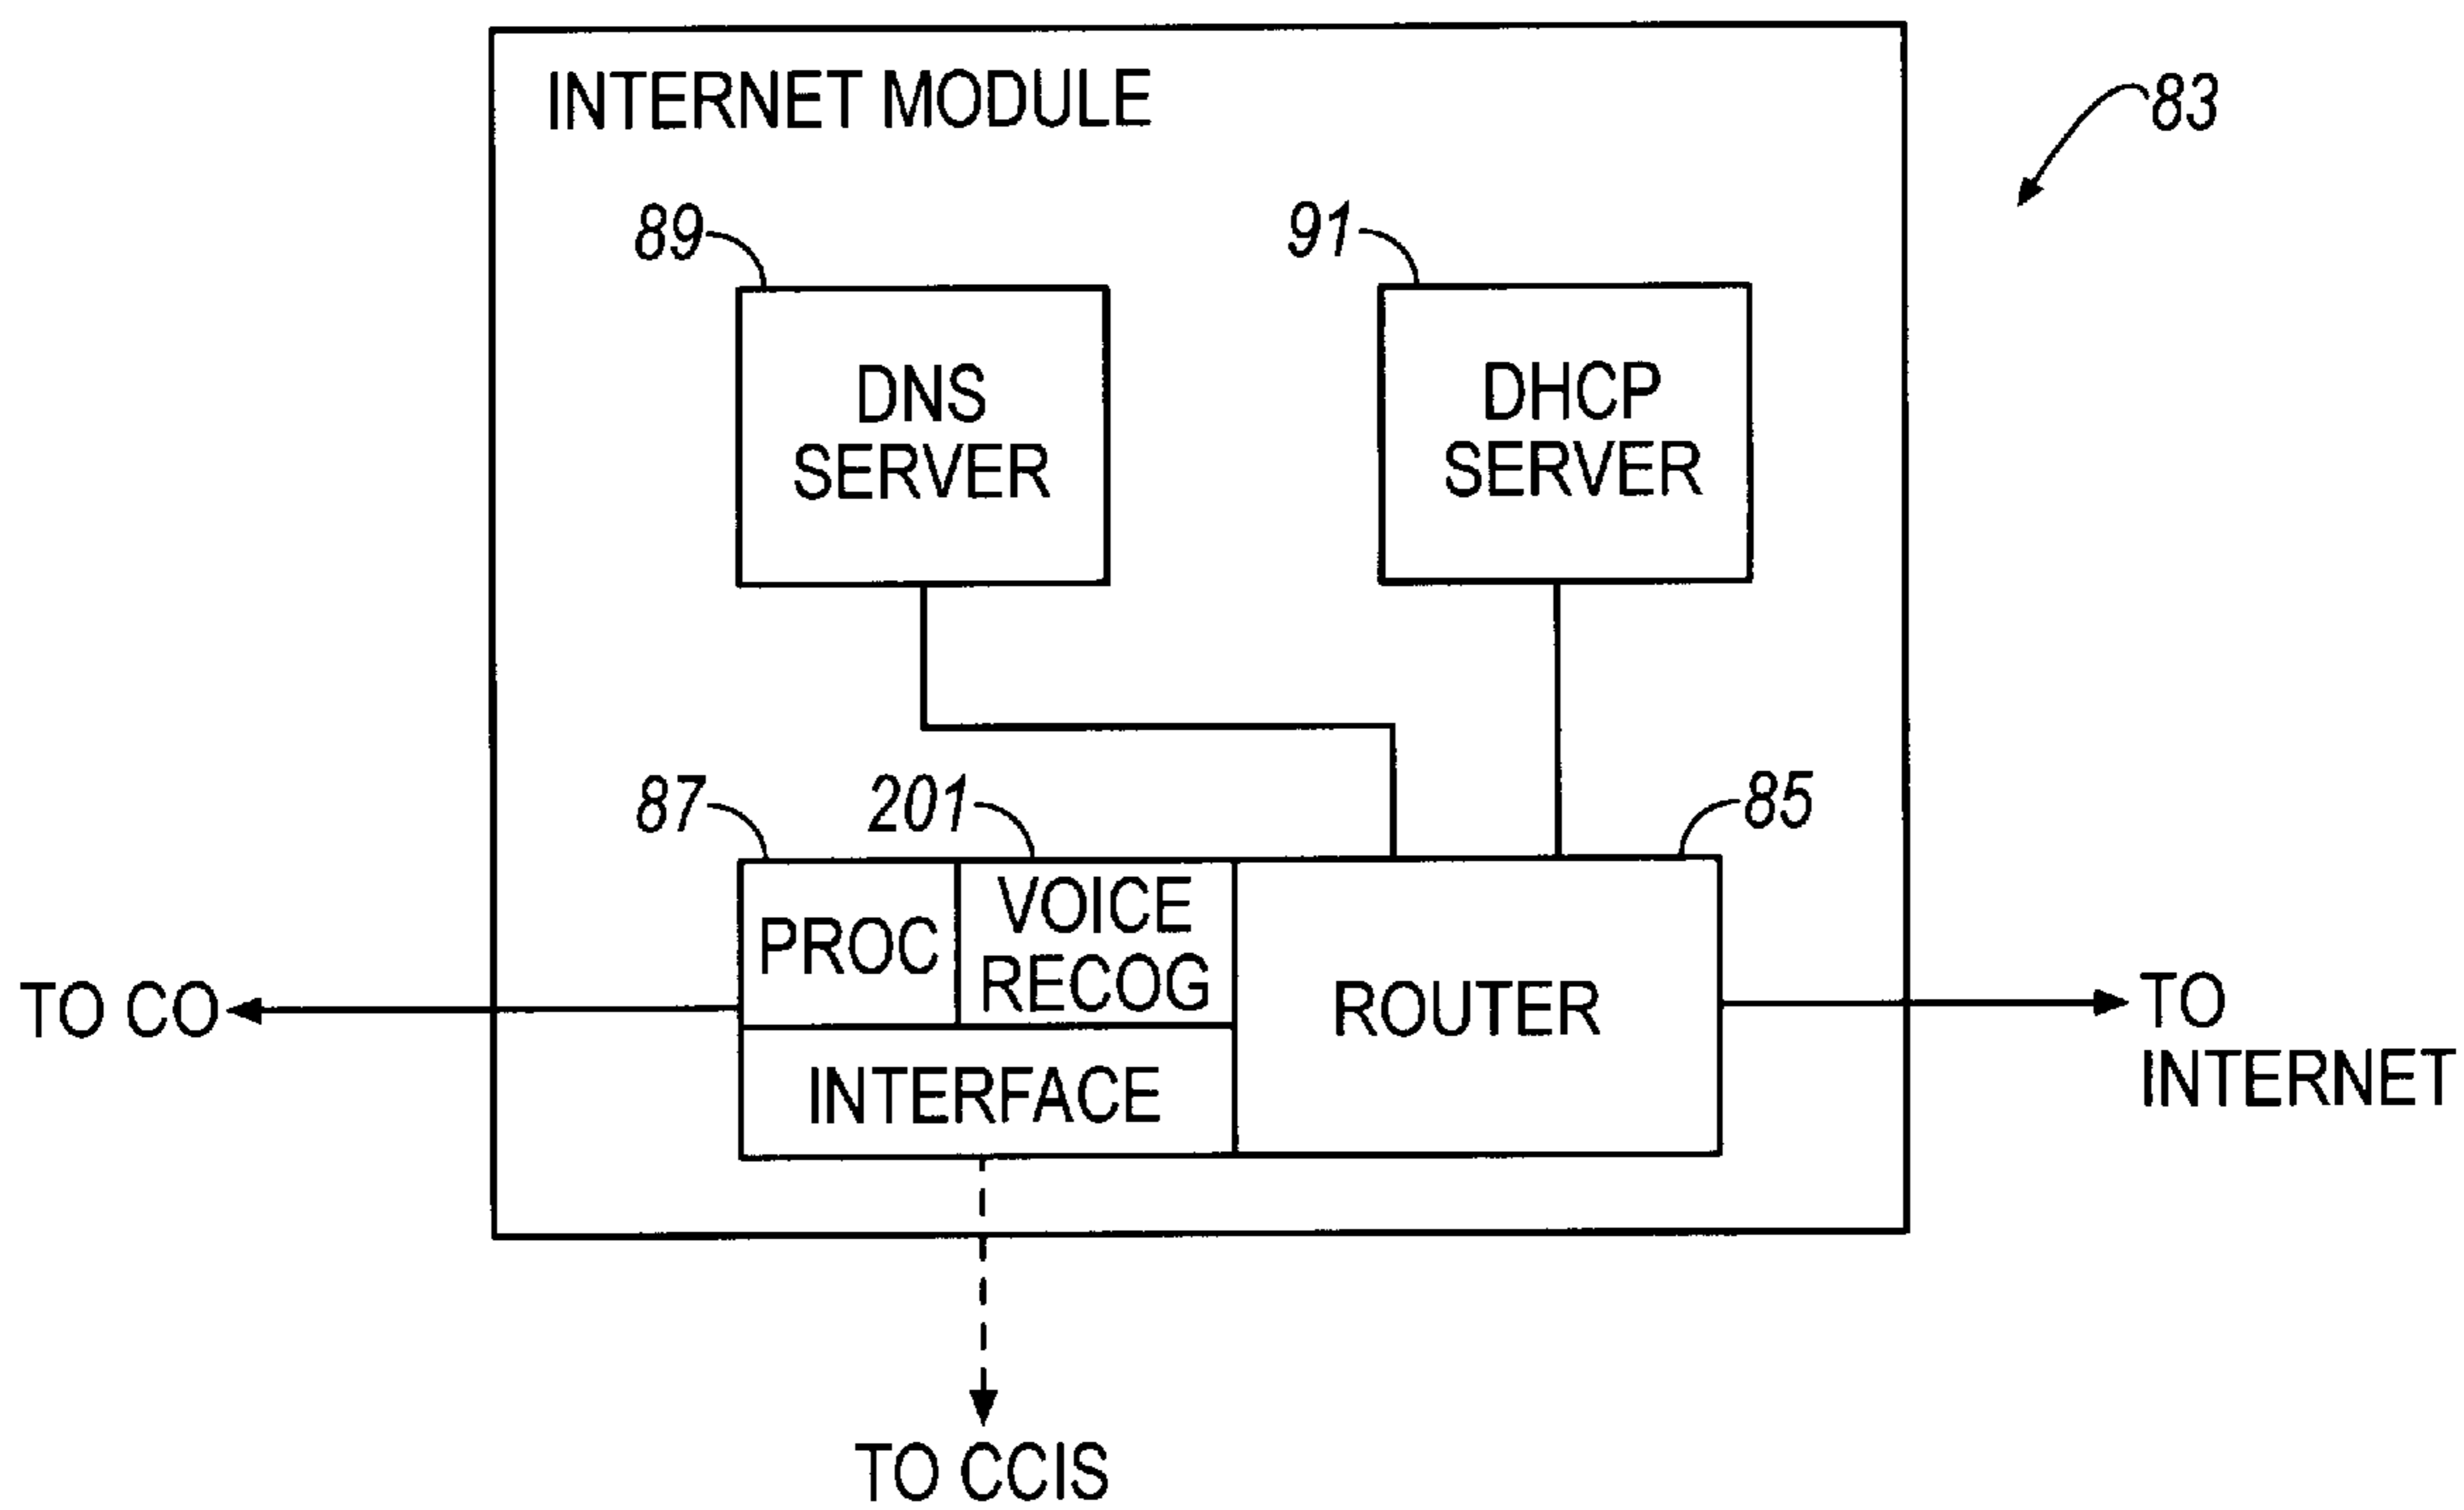 INTERNET MODULE
83
89
91
DNS
SERVER
DHCP
SERVER
87
201
85
PROC
VOICE
RECOG
INTERFACE
ROUTER
TO CO
TO
INTERNET
TO CCIS